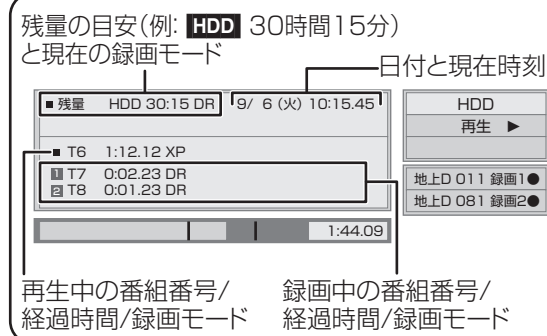 残量の目安(例: HDD 30時間15分)
と現在の録画モード
日付と現在時刻
■ 残量 HDD 30:15 DR 9/ 6 (火) 10:15.45
HDD
再生 ▶
■ T6 1:12.12 XP
1 T7 0:02.23 DR
2 T8 0:01.23 DR
地上D 011 録画1●
地上D 081 録画2●
1:44.09
再生中の番組番号/
経過時間/録画モード
録画中の番組番号/
経過時間/録画モード